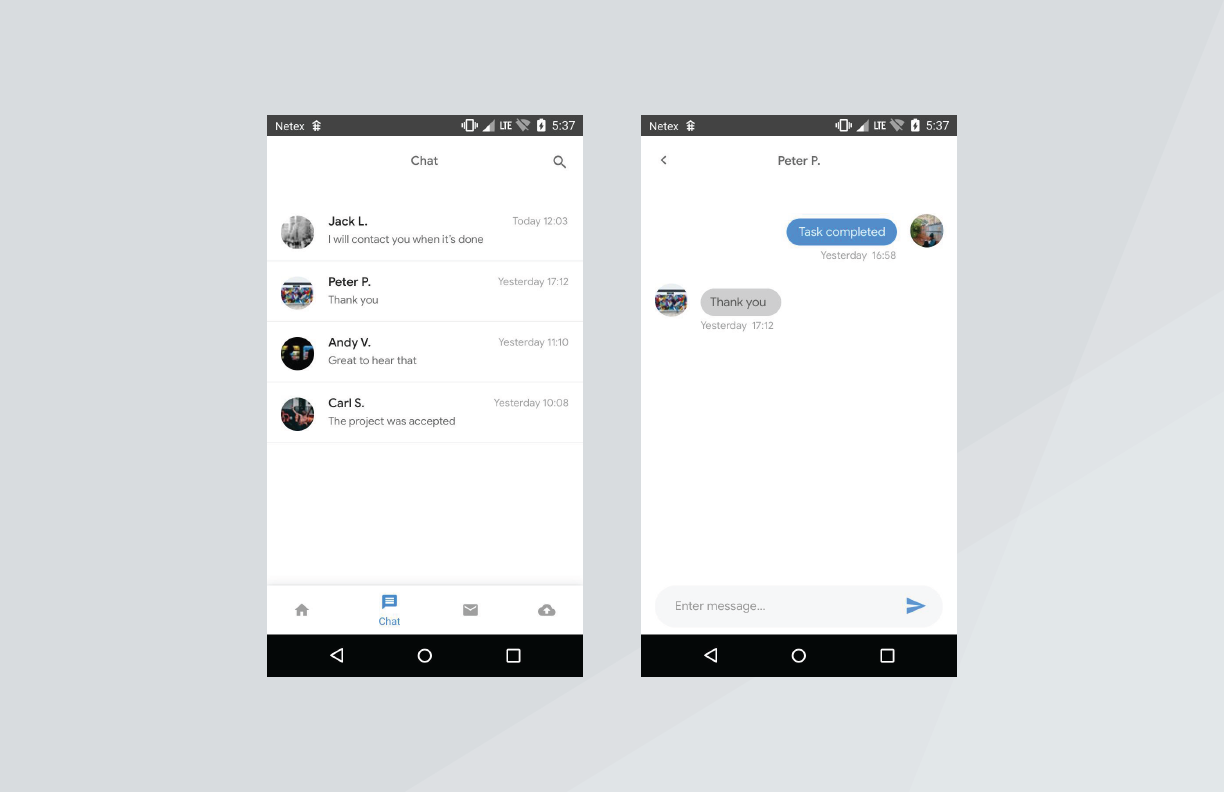 Netex LTE 5:37
Chat
Jack L. Today 12:03
I will contact you when it's done
Peter P. Yesterday 17:12
Thank you
Andy V. Yesterday 11:10
Great to hear that
Carl S. Yesterday 10:08
The project was accepted
Chat
Netex LTE 5:37
Peter P.
Task completed
Yesterday 16:58
Thank you
Yesterday 17:12
Enter message...